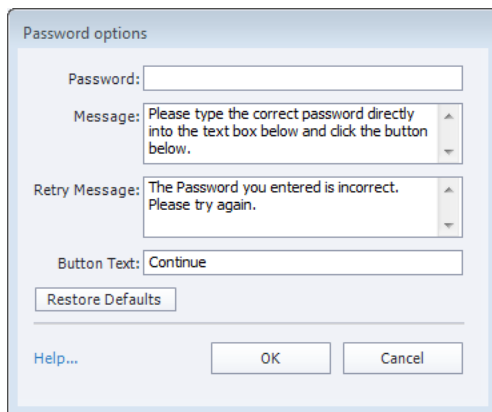 Password options
Password:
Message: Please type the correct password directly
into the text box below and click the button
below.
Retry Message: The Password you entered is incorrect.
Please try again.
Button Text: Continue
Restore Defaults
Help... OK Cancel